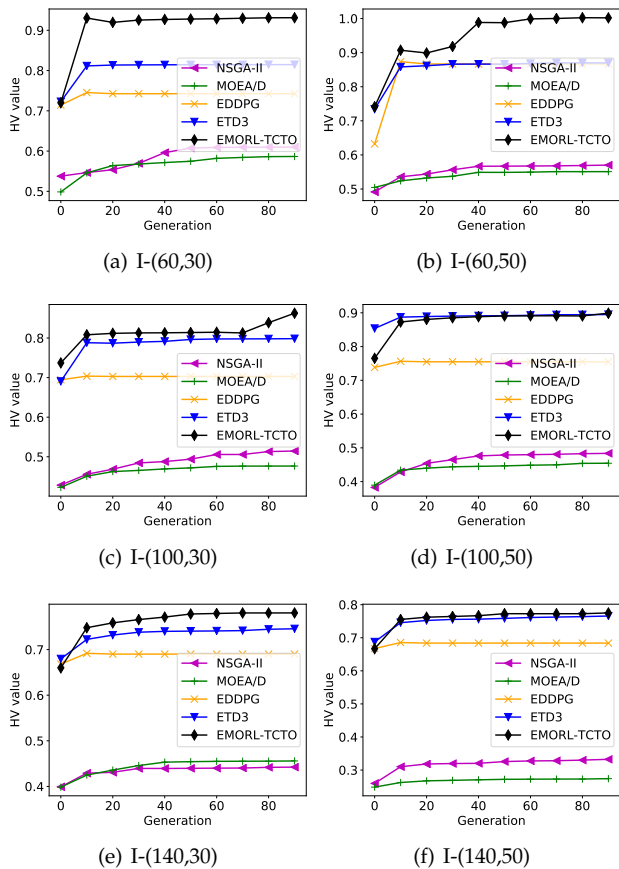 0.9
0.8
0.7
0.6
0.5
HV value
0 20 40 60 80
Generation
NSGA-II
MOEA/D
EDDPG
ETD3
EMORL-TCTO
(a) I-(60,30)
1.0
0.9
0.8
0.7
0.6
0.5
HV value
0 20 40 60 80
Generation
NSGA-II
MOEA/D
EDDPG
ETD3
EMORL-TCTO
(b) I-(60,50)
0.8
0.7
0.6
0.5
HV value
0 20 40 60 80
Generation
NSGA-II
MOEA/D
EDDPG
ETD3
EMORL-TCTO
(c) I-(100,30)
0.9
0.8
0.7
0.6
0.5
0.4
HV value
0 20 40 60 80
Generation
NSGA-II
MOEA/D
EDDPG
ETD3
EMORL-TCTO
(d) I-(100,50)
0.7
0.6
0.5
0.4
HV value
0 20 40 60 80
Generation
NSGA-II
MOEA/D
EDDPG
ETD3
EMORL-TCTO
(e) I-(140,30)
0.8
0.7
0.6
0.5
0.4
0.3
HV value
0 20 40 60 80
Generation
NSGA-II
MOEA/D
EDDPG
ETD3
EMORL-TCTO
(f) I-(140,50)